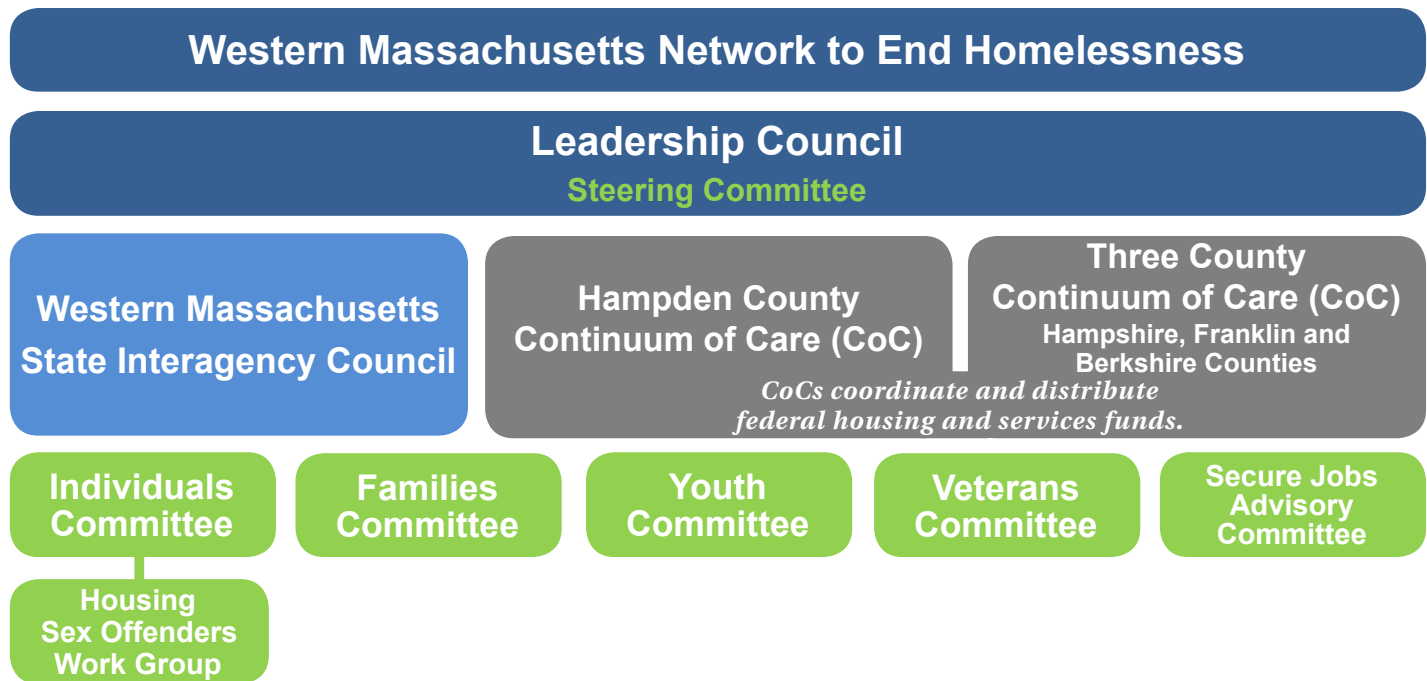 Western Massachusetts Network to End Homelessness
Leadership Council
Steering Committee
Western Massachusetts
State Interagency Council
Hampden County
Continuum of Care (CoC)
Three County
Continuum of Care (CoC)
Hampshire, Franklin and
Berkshire Counties
CoCs coordinate and distribute
federal housing and services funds.
Individuals
Committee
Families
Committee
Youth
Committee
Veterans
Committee
Secure Jobs
Advisory
Committee
Housing
Sex Offenders
Work Group